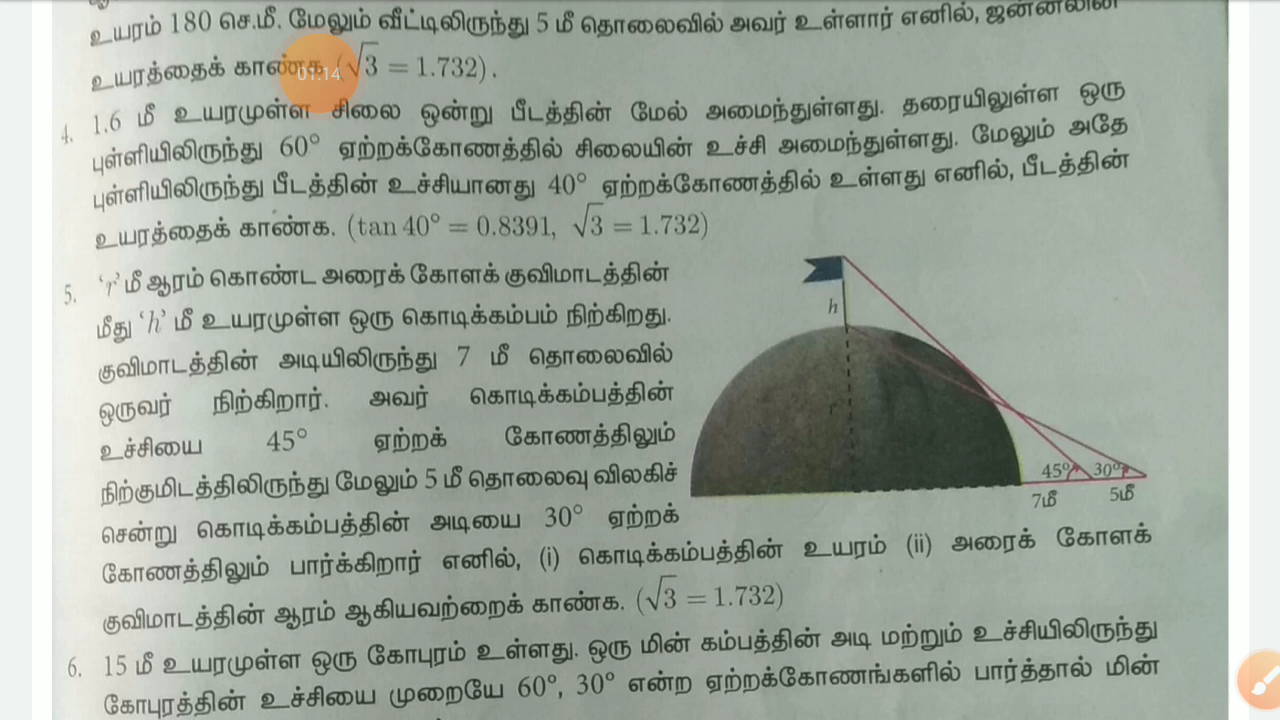 உயரம் 180 செ.மீ. மேலும் வீட்டிலிருந்து 5 மீ தொலைவில் அவர் உள்ளார் எனில், ஜன்னலின்
உயரத்தைக் காண்க (√3 = 1.732).
01:14
4. 1.6 மீ உயரமுள்ள சிலை ஒன்று பீடத்தின் மேல் அமைந்துள்ளது. தரையிலுள்ள ஒரு
புள்ளியிலிருந்து 60° ஏற்றக்கோணத்தில் சிலையின் உச்சி அமைந்துள்ளது. மேலும் அதே
புள்ளியிலிருந்து பீடத்தின் உச்சியானது 40° ஏற்றக்கோணத்தில் உள்ளது எனில், பீடத்தின்
உயரத்தைக் காண்க. (tan 40° = 0.8391, √3 = 1.732)
5. ‘r’ மீ ஆரம் கொண்ட அரைக் கோளக் குவிமாடத்தின்
மீது ‘h’ மீ உயரமுள்ள ஒரு கொடிக்கம்பம் நிற்கிறது.
குவிமாடத்தின் அடியிலிருந்து 7 மீ தொலைவில்
ஒருவர் நிற்கிறார். அவர் கொடிக்கம்பத்தின்
உச்சியை 45° ஏற்றக் கோணத்திலும்
நிற்குமிடத்திலிருந்து மேலும் 5 மீ தொலைவு விலகிச்
சென்று கொடிக்கம்பத்தின் அடியை 30° ஏற்றக்
கோணத்திலும் பார்க்கிறார் எனில், (i) கொடிக்கம்பத்தின் உயரம் (ii) அரைக் கோளக்
குவிமாடத்தின் ஆரம் ஆகியவற்றைக் காண்க. (√3 = 1.732)
h
r
45° 30°
7மீ 5மீ
6. 15 மீ உயரமுள்ள ஒரு கோபுரம் உள்ளது. ஒரு மின் கம்பத்தின் அடி மற்றும் உச்சியிலிருந்து
கோபுரத்தின் உச்சியை முறையே 60°, 30° என்ற ஏற்றக்கோணங்களில் பார்த்தால் மின்